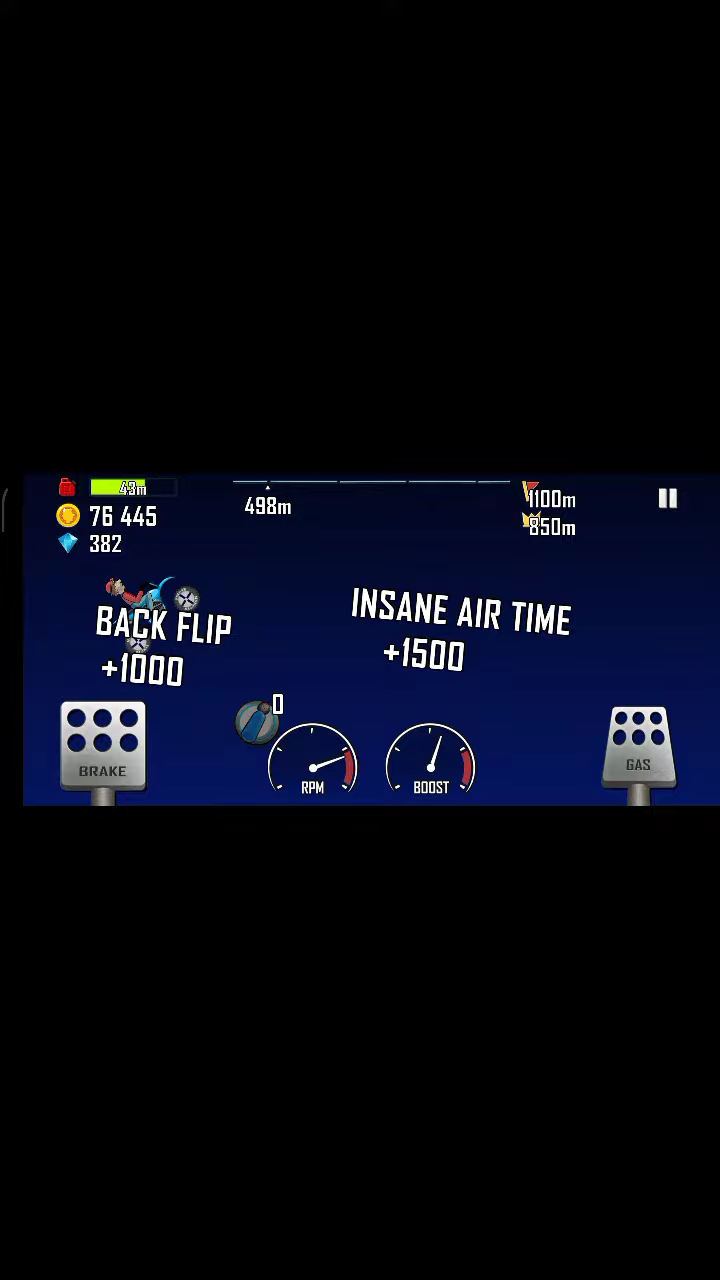 43m
76 445
382
498m
1100m
850m
BACK FLIP
+1000
INSANE AIR TIME
+1500
0
BRAKE
RPM
BOOST
GAS